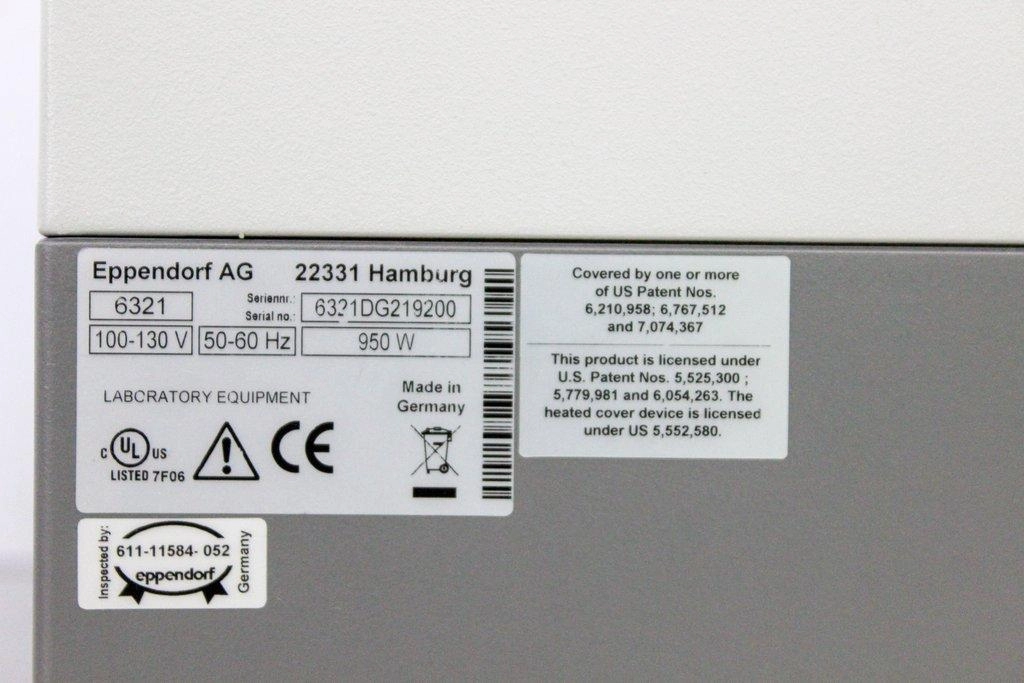 Eppendorf AG 22331 Hamburg
6321 Seriennr.: Serial no.: 6321DG219200
100-130 V 50-60 Hz 950 W
LABORATORY EQUIPMENT
Made in
Germany
C UL US
LISTED 7F06
CE
Covered by one or more
of US Patent Nos.
6,210,958; 6,767,512
and 7,074,367
This product is licensed under
U.S. Patent Nos. 5,525,300 ;
5,779,981 and 6,054,263. The
heated cover device is licensed
under US 5,552,580.
Inspected by:
611-11584- 052
eppendorf
Germany